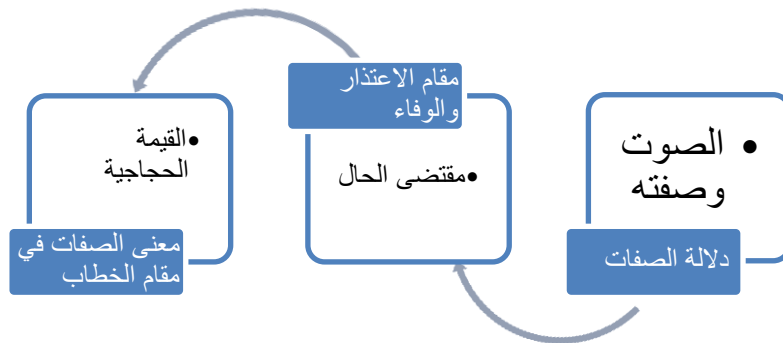 • الصوت
وصفته
دلالة الصفات
مقام الاعتذار
والوفاء
•مقتضى الحال
•القيمة
الحجاجية
معنى الصفات في
مقام الخطاب